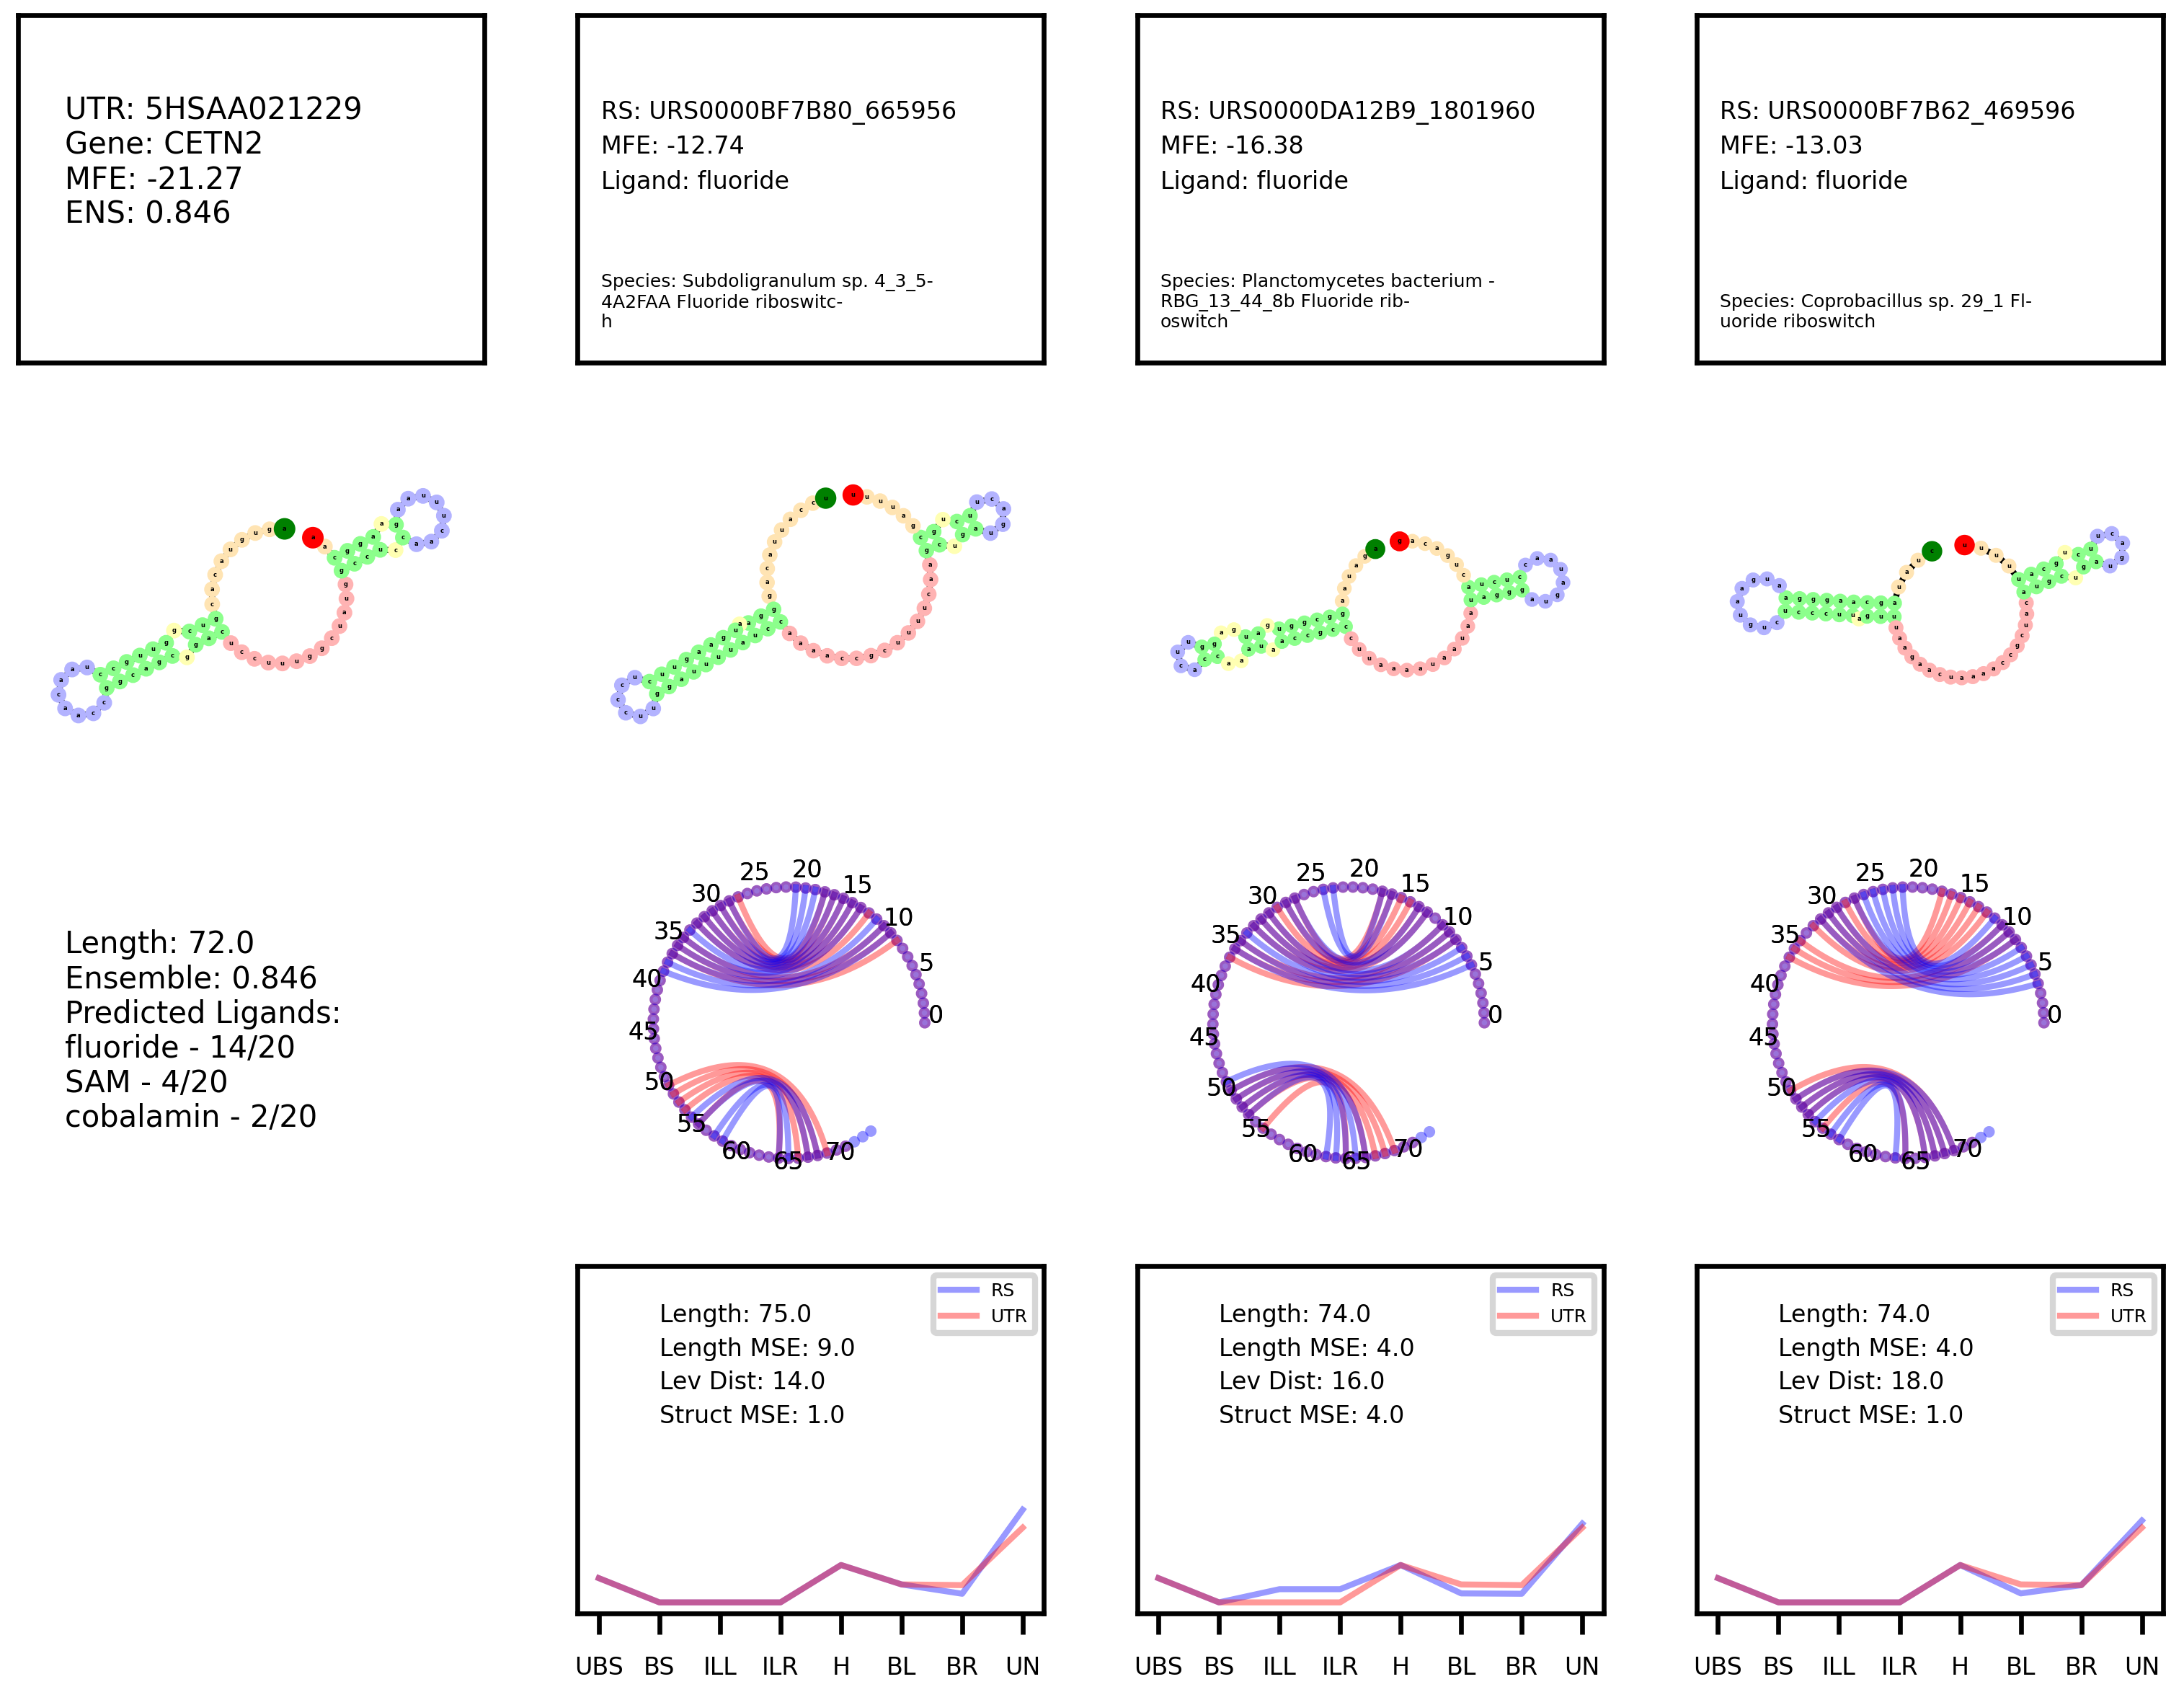 UTR: 5HSAA021229
Gene: CETN2
MFE: -21.27
ENS: 0.846
RS: URS0000BF7B80_665956
MFE: -12.74
Ligand: fluoride
Species: Subdoligranulum sp. 4_3_5-
4A2FAA Fluoride riboswitc-
h
RS: URS0000DA12B9_1801960
MFE: -16.38
Ligand: fluoride
Species: Planctomycetes bacterium -
RBG_13_44_8b Fluoride rib-
oswitch
RS: URS0000BF7B62_469596
MFE: -13.03
Ligand: fluoride
Species: Coprobacillus sp. 29_1 Fl-
uoride riboswitch
Length: 72.0
Ensemble: 0.846
Predicted Ligands:
fluoride - 14/20
SAM - 4/20
cobalamin - 2/20
0
5
10
15
20
25
30
35
40
45
50
55
60
65
70
0
5
10
15
20
25
30
35
40
45
50
55
60
65
70
0
5
10
15
20
25
30
35
40
45
50
55
60
65
70
RS
UTR
Length: 75.0
Length MSE: 9.0
Lev Dist: 14.0
Struct MSE: 1.0
UBS BS ILL ILR H BL BR UN
RS
UTR
Length: 74.0
Length MSE: 4.0
Lev Dist: 16.0
Struct MSE: 4.0
UBS BS ILL ILR H BL BR UN
RS
UTR
Length: 74.0
Length MSE: 4.0
Lev Dist: 18.0
Struct MSE: 1.0
UBS BS ILL ILR H BL BR UN